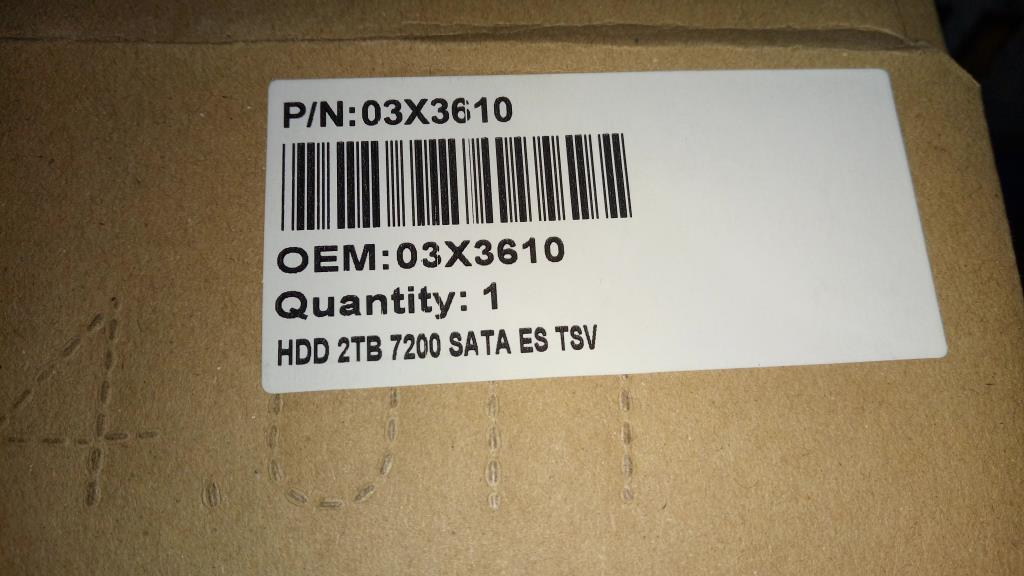 P/N:03X3610
OEM:03X3610
Quantity: 1
HDD 2TB 7200 SATA ES TSV